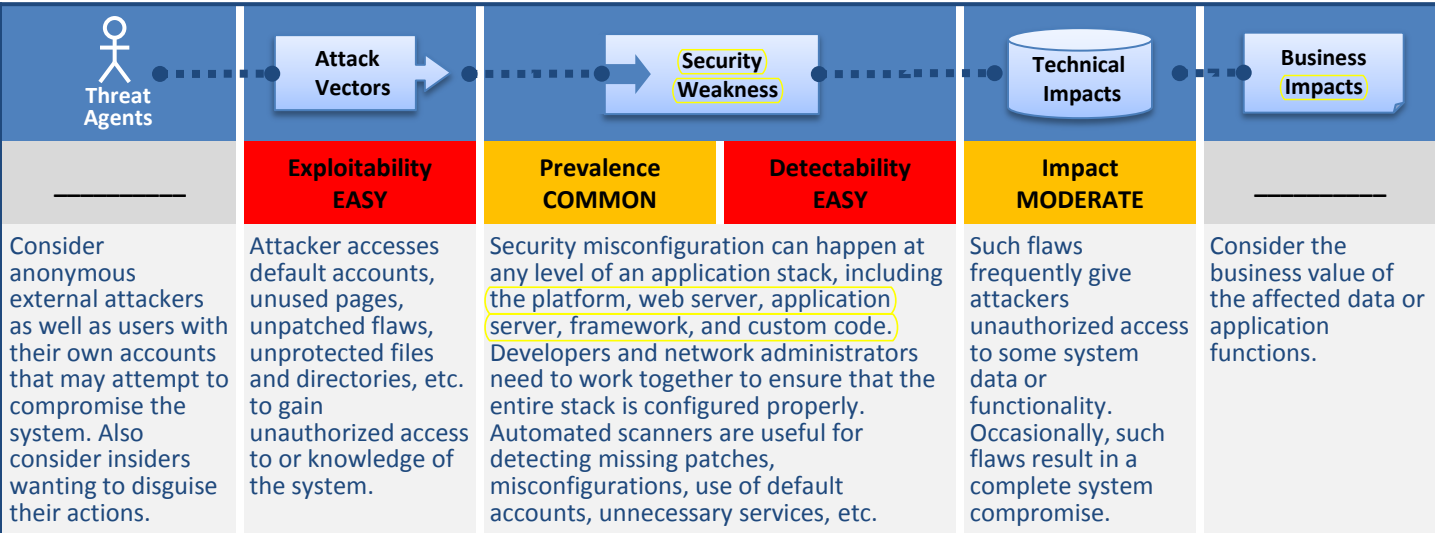 Threat
Agents
Attack
Vectors
Security
Weakness
Technical
Impacts
Business
Impacts
__________
Exploitability
EASY
Prevalence
COMMON
Detectability
EASY
Impact
MODERATE
__________
Consider
anonymous
external attackers
as well as users with
their own accounts
that may attempt to
compromise the
system. Also
consider insiders
wanting to disguise
their actions.
Attacker accesses
default accounts,
unused pages,
unpatched flaws,
unprotected files
and directories, etc.
to gain
unauthorized access
to or knowledge of
the system.
Security misconfiguration can happen at
any level of an application stack, including
the platform, web server, application
server, framework, and custom code.
Developers and network administrators
need to work together to ensure that the
entire stack is configured properly.
Automated scanners are useful for
detecting missing patches,
misconfigurations, use of default
accounts, unnecessary services, etc.
Such flaws
frequently give
attackers
unauthorized access
to some system
data or
functionality.
Occasionally, such
flaws result in a
complete system
compromise.
Consider the
business value of
the affected data or
application
functions.